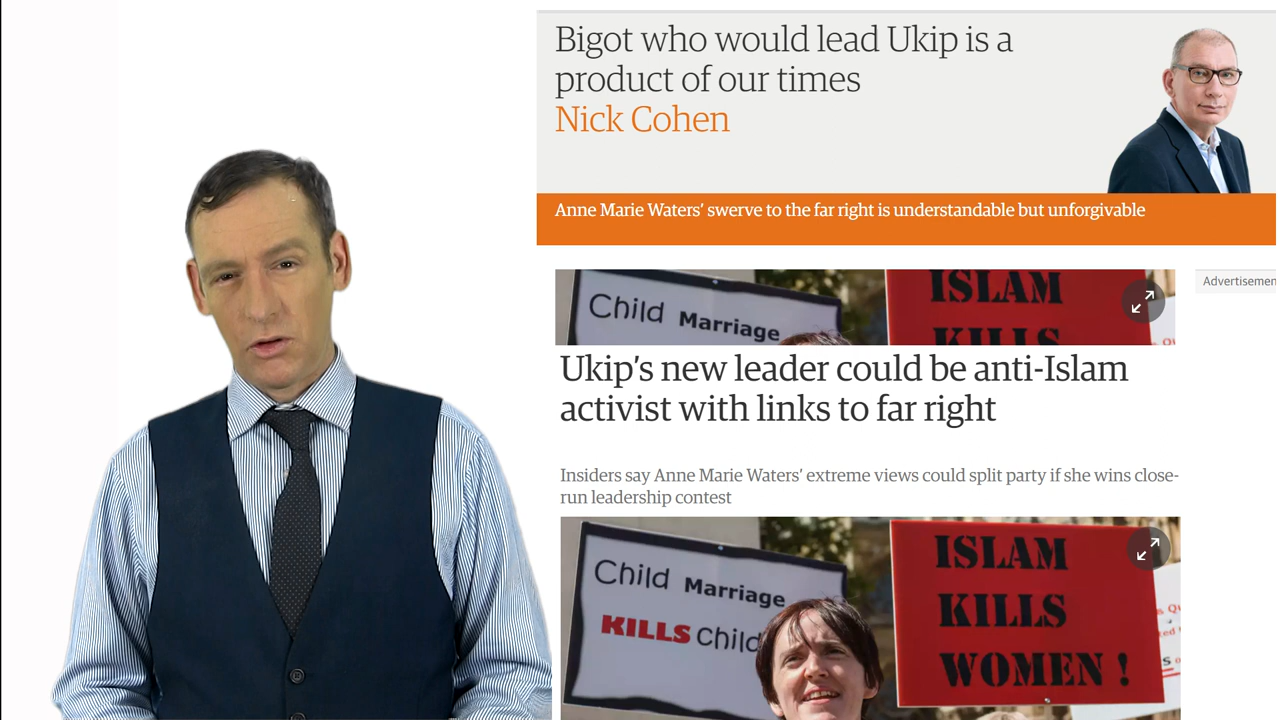 Bigot who would lead Ukip is a
product of our times
Nick Cohen
Anne Marie Waters' swerve to the far right is understandable but unforgivable
Child Marriage
ISLAM
KILLS
Ukip's new leader could be anti-Islam
activist with links to far right
Insiders say Anne Marie Waters' extreme views could split party if she wins close-
run leadership contest
Child Marriage
KILLS Child
ISLAM
KILLS
WOMEN !